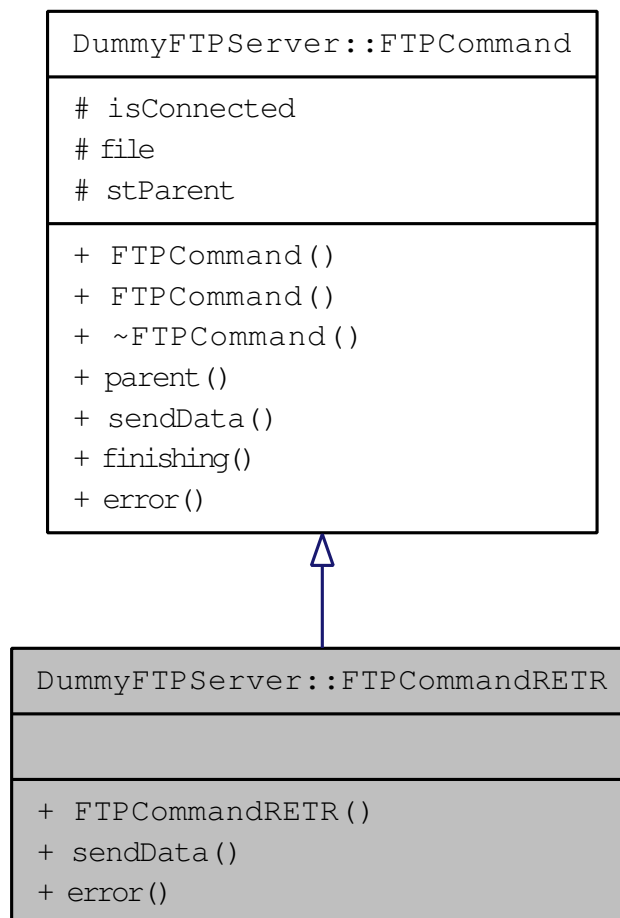 DummyFTPServer::FTPCommand
# isConnected
# file
# stParent
+ FTPCommand()
+ FTPCommand()
+ ~FTPCommand()
+ parent()
+ sendData()
+ finishing()
+ error()
DummyFTPServer::FTPCommandRETR
+ FTPCommandRETR()
+ sendData()
+ error()